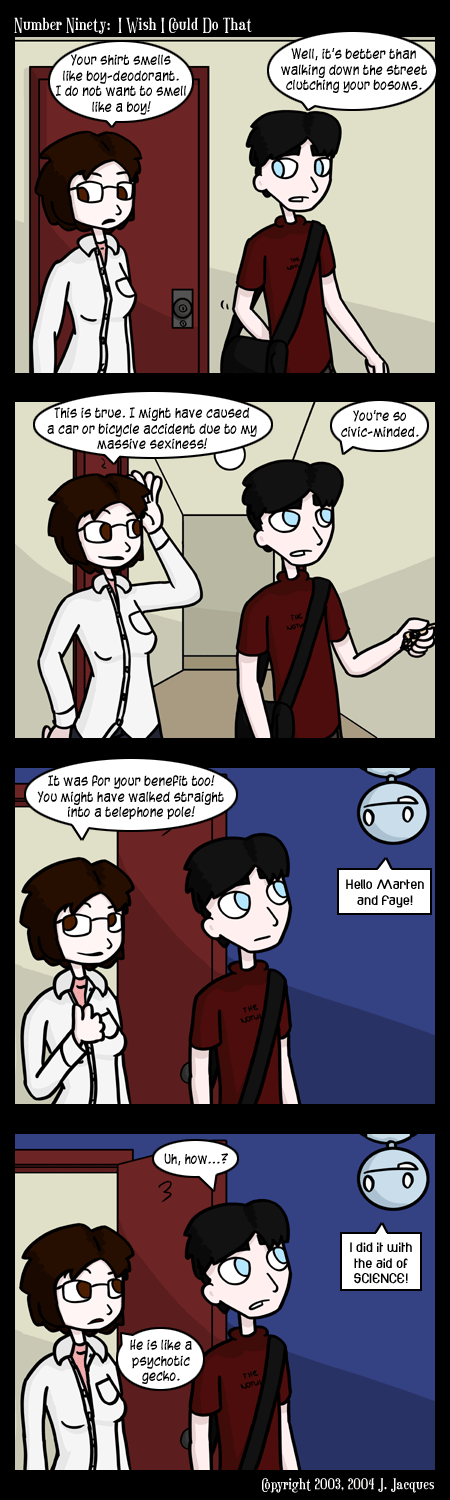 Number Ninety: I Wish I Could Do That
Your shirt smells
like boy-deodorant.
I do not want to smell
like a boy!
Well, it's better than
walking down the street
clutching your bosoms.
This is true. I might have caused
a car or bicycle accident due to my
massive sexiness!
You're so
civic-minded.
THE
It was for your benefit too!
You might have walked straight
into a telephone pole!
Hello Marten
and Faye!
THE
Uh, how...?
3
I did it with
the aid of
SCIENCE!
He is like a
psychotic
gecko.
THE
Copyright 2003, 2004 J. Jacques